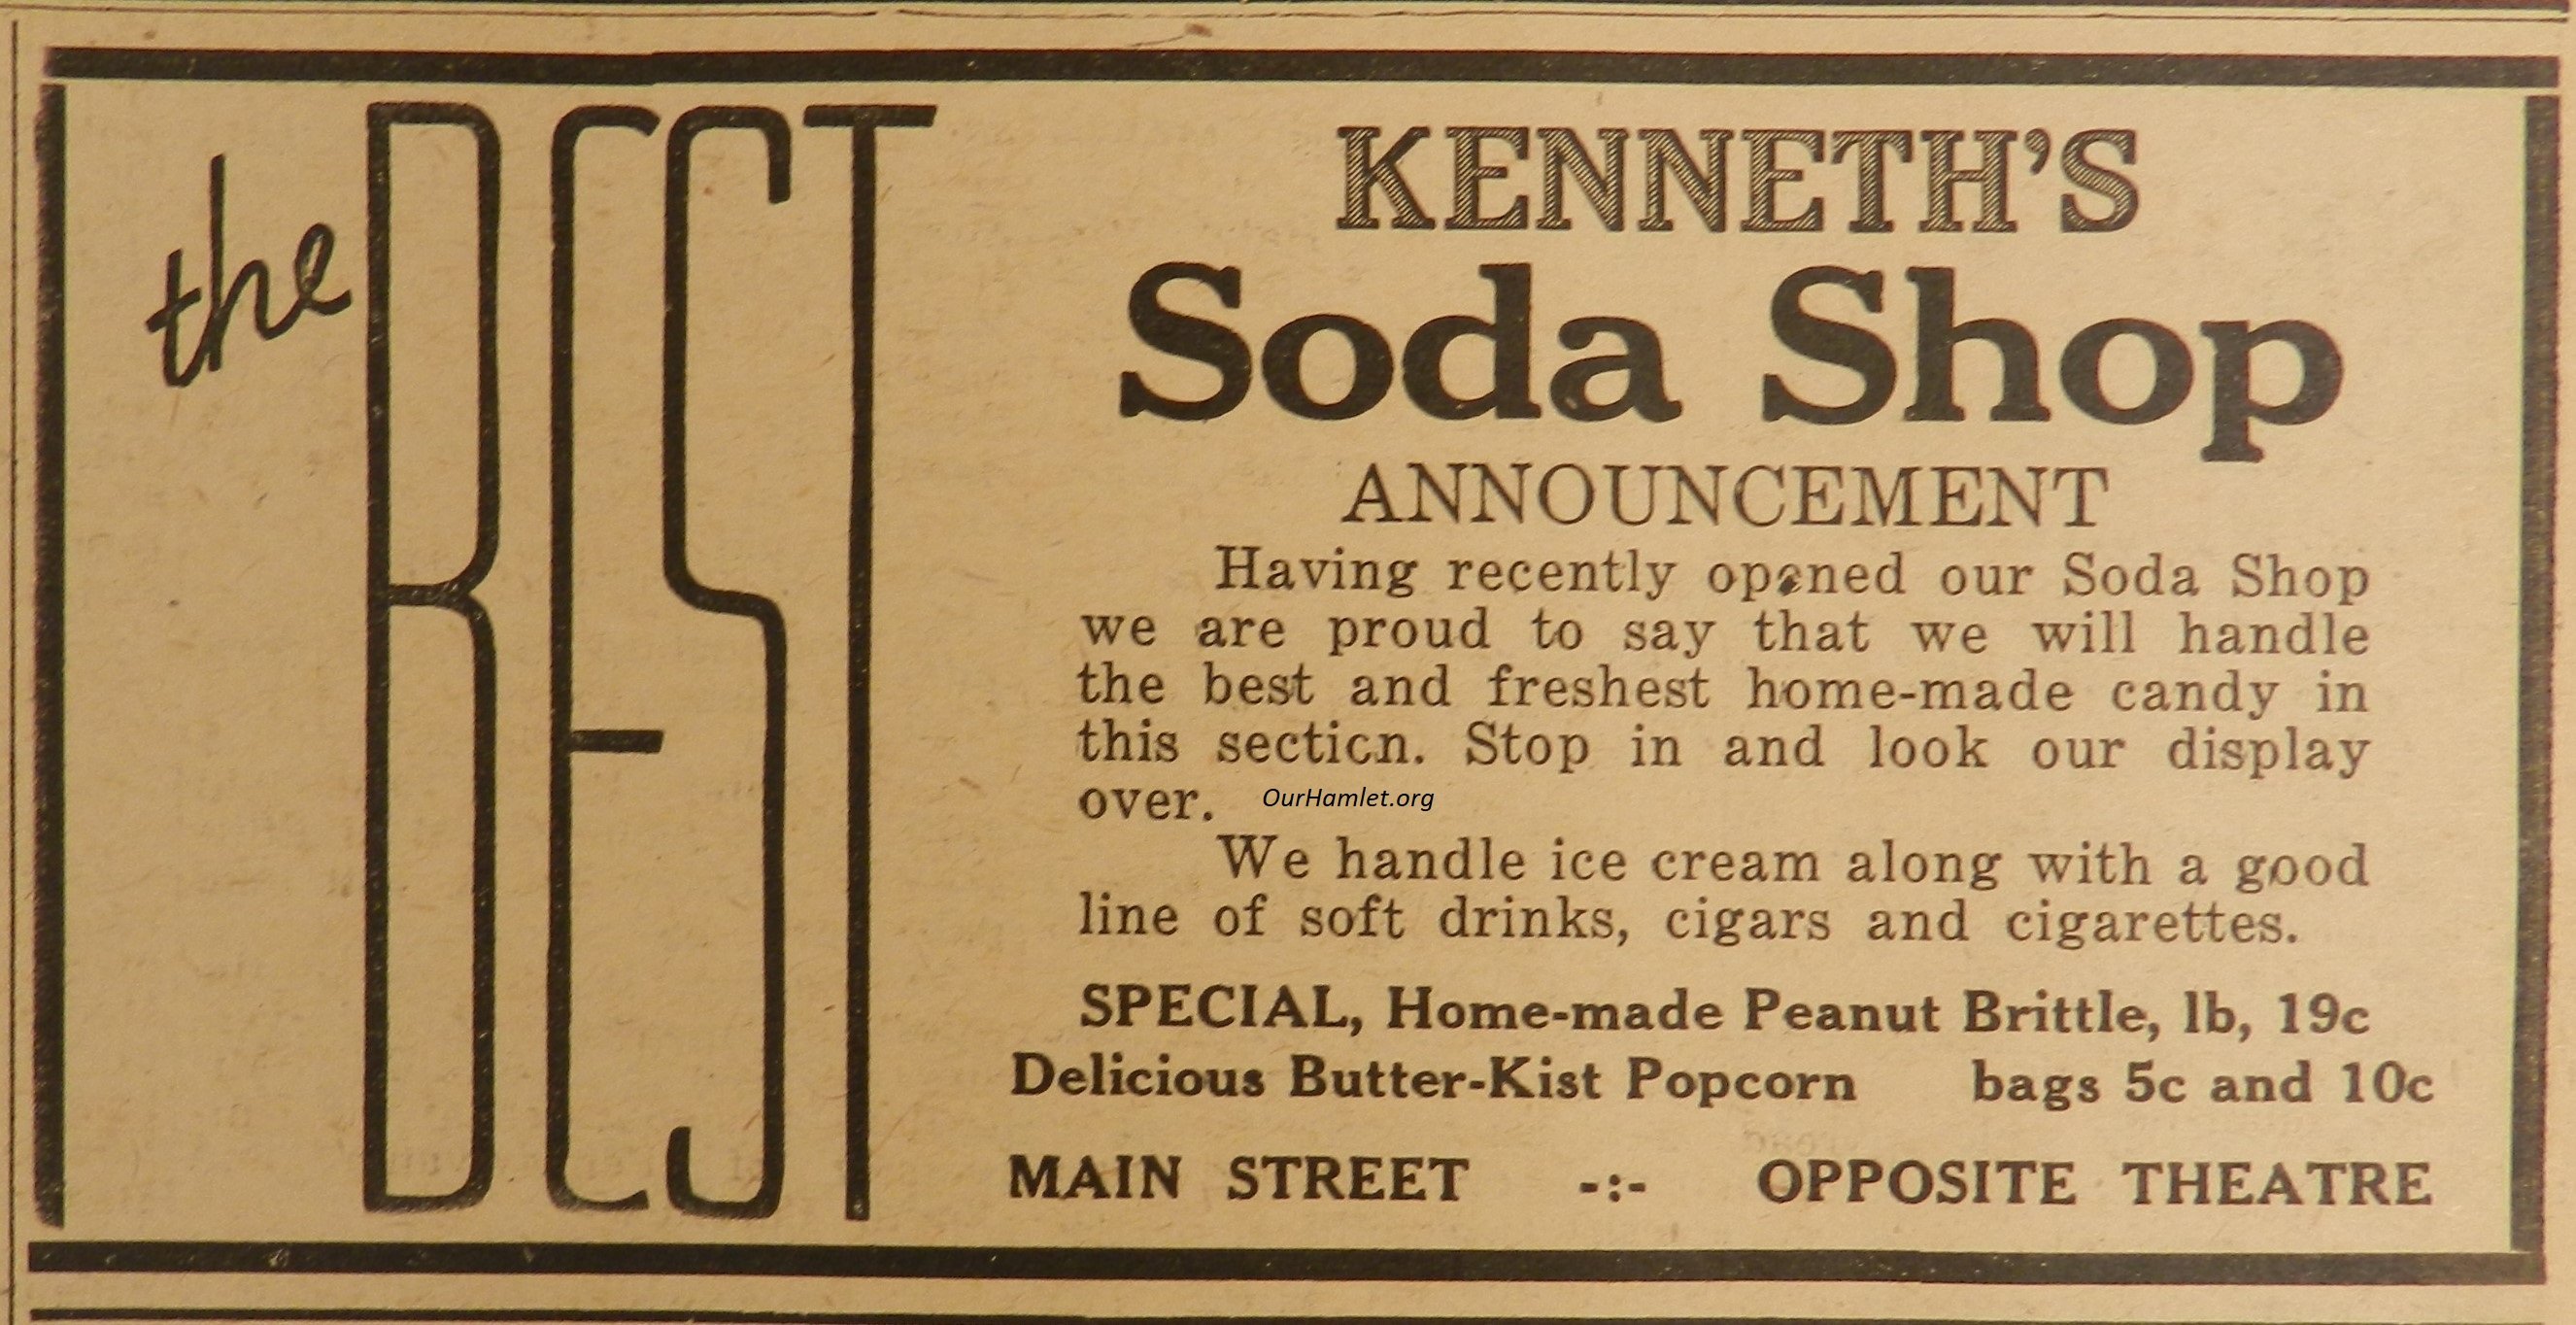 the BEST
KENNETH'S
Soda Shop
ANNOUNCEMENT
Having recently opened our Soda Shop
we are proud to say that we will handle
the best and freshest home-made candy in
this section. Stop in and look our display
over.
OurHamlet.org
We handle ice cream along with a good
line of soft drinks, cigars and cigarettes.
SPECIAL, Home-made Peanut Brittle, lb, 19c
Delicious Butter-Kist Popcorn bags 5c and 10c
MAIN STREET -:- OPPOSITE THEATRE